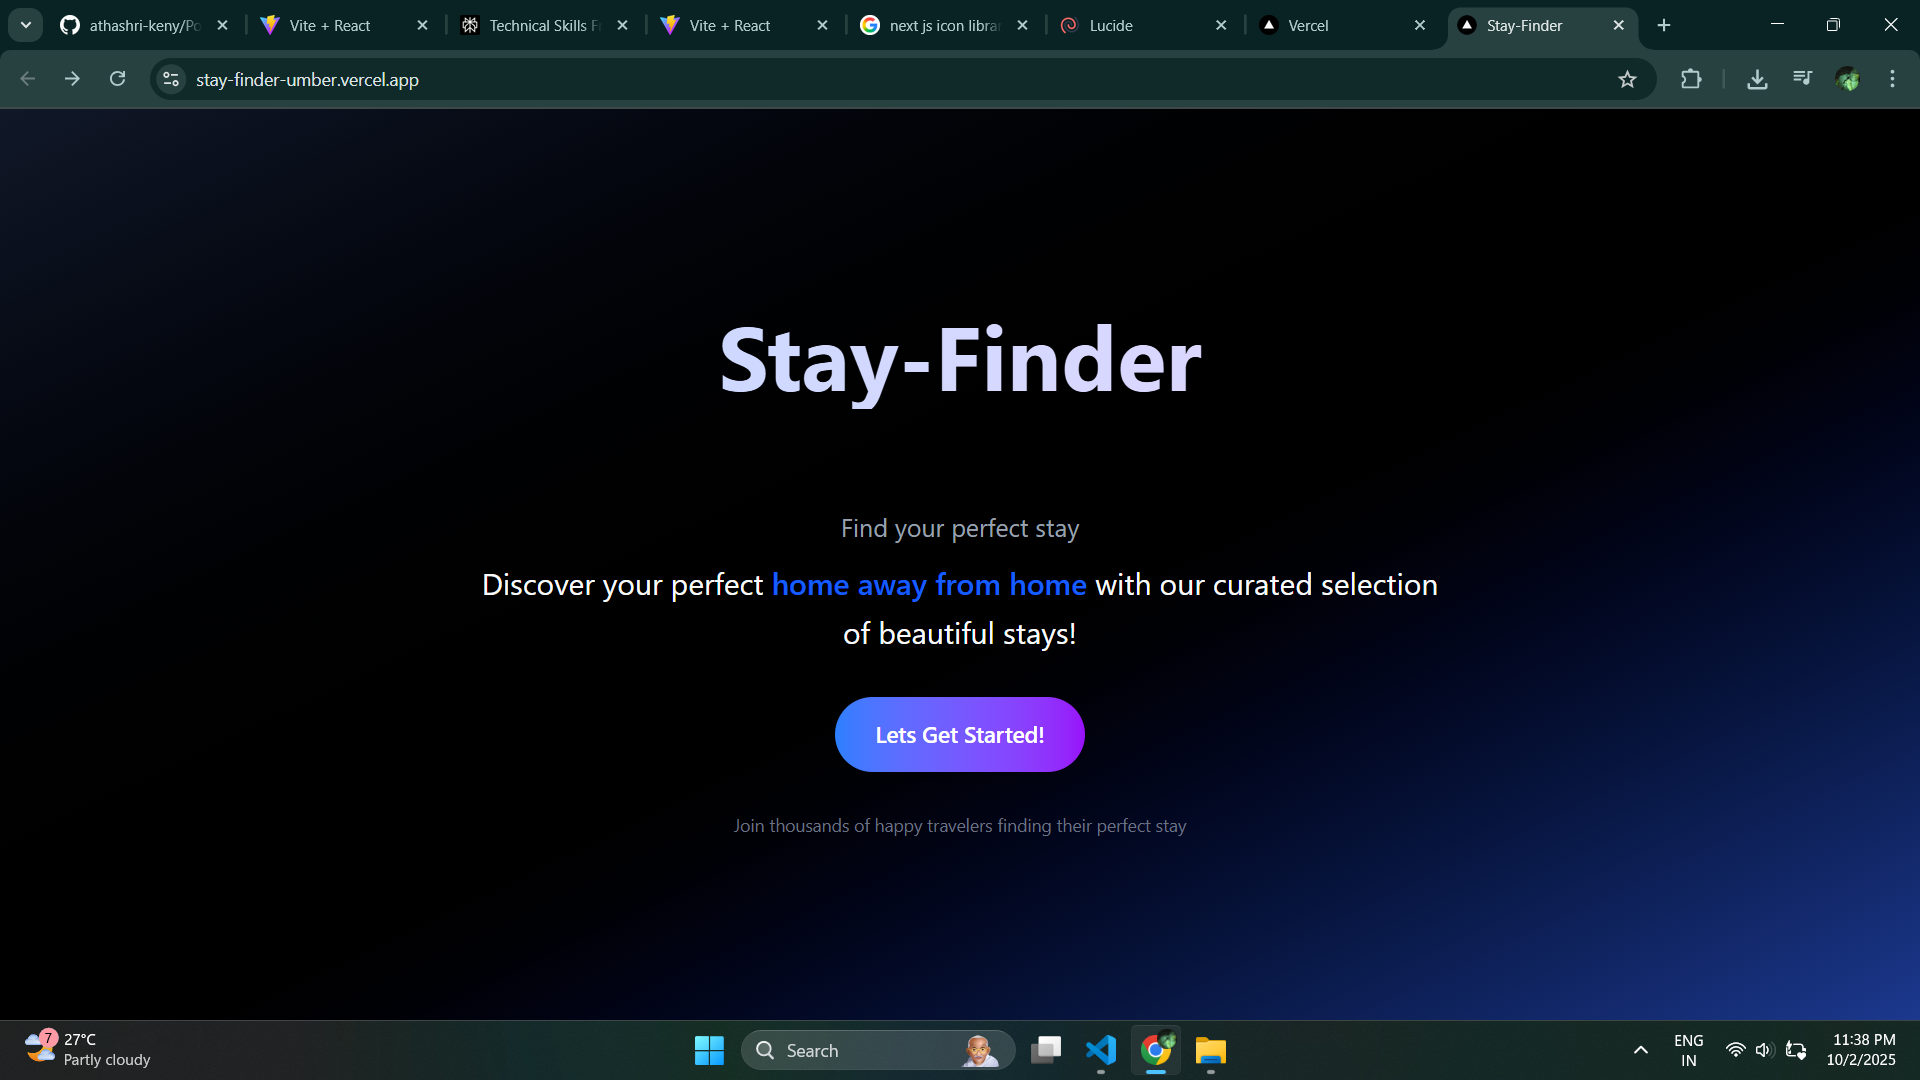 athashri-keny/Po
Vite + React
Technical Skills F
Vite + React
next js icon librar
Lucide
Vercel
Stay-Finder
stay-finder-umber.vercel.app
Stay-Finder
Find your perfect stay
Discover your perfect home away from home with our curated selection
of beautiful stays!
Lets Get Started!
Join thousands of happy travelers finding their perfect stay
7
27°C
Partly cloudy
Search
ENG
IN
11:38 PM
10/2/2025